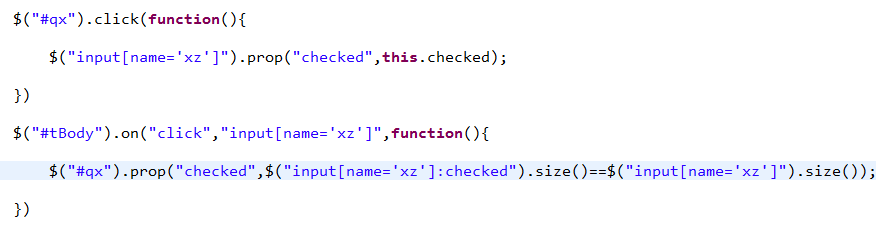 $("#qx").click(function(){
$("input[name='xz']").prop("checked",this.checked);
})
$("#tBody").on("click","input[name='xz']",function(){
$("#qx").prop("checked",$("input[name='xz']:checked").size()==$("input[name='xz']").size());
})